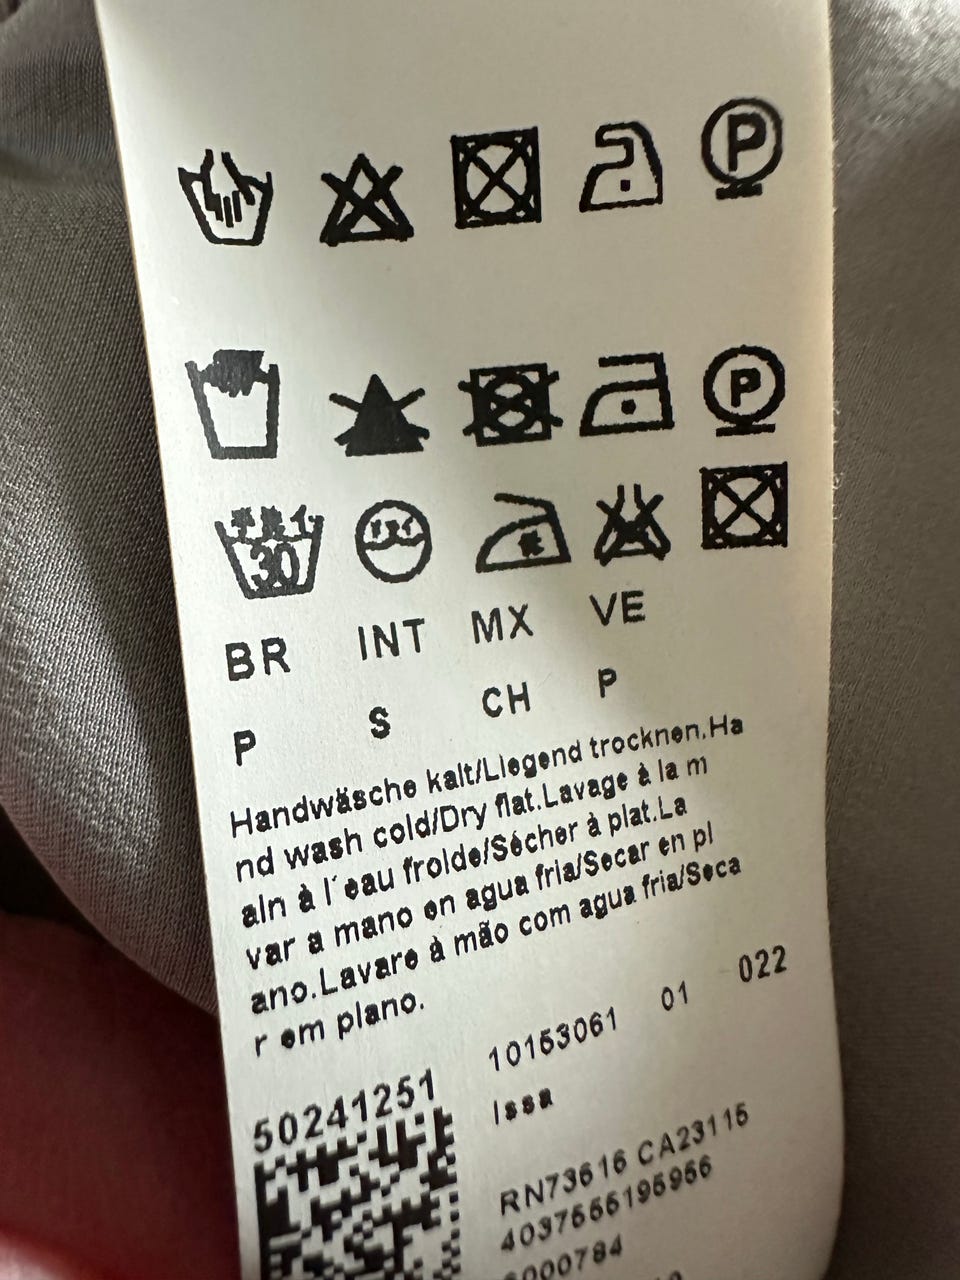 P
P
30
BR INT MX VE
P S CH P
Handwäsche kalt/Liegend trocknen.Ha
nd wash cold/Dry flat.Lavage à la m
ain à l´eau froide/Sécher à plat.La
var a mano en agua fria/Secar en pl
ano.Lavare à mão com agua fria/Seca
r em plano.
10153061 01 022
50241251
Issa
RN73616 CA23115
4037555195956